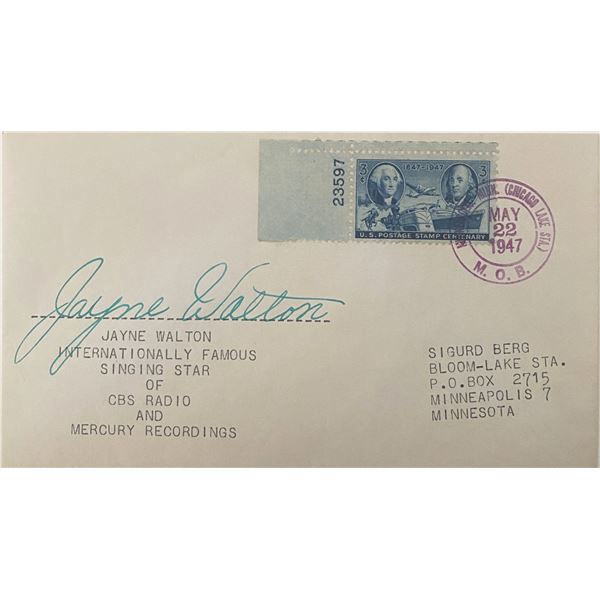 23597
3¢ 1847-1947 3¢
U.S. POSTAGE STAMP CENTENARY
MINN. (CHICAGO LAKE STA.)
MAY
22
1947
M. O. B.
Jayne Walton
JAYNE WALTON
INTERNATIONALLY FAMOUS
SINGING STAR
OF
CBS RADIO
AND
MERCURY RECORDINGS
SIGURD BERG
BLOOM-LAKE STA.
P.O.BOX 2715
MINNEAPOLIS 7
MINNESOTA